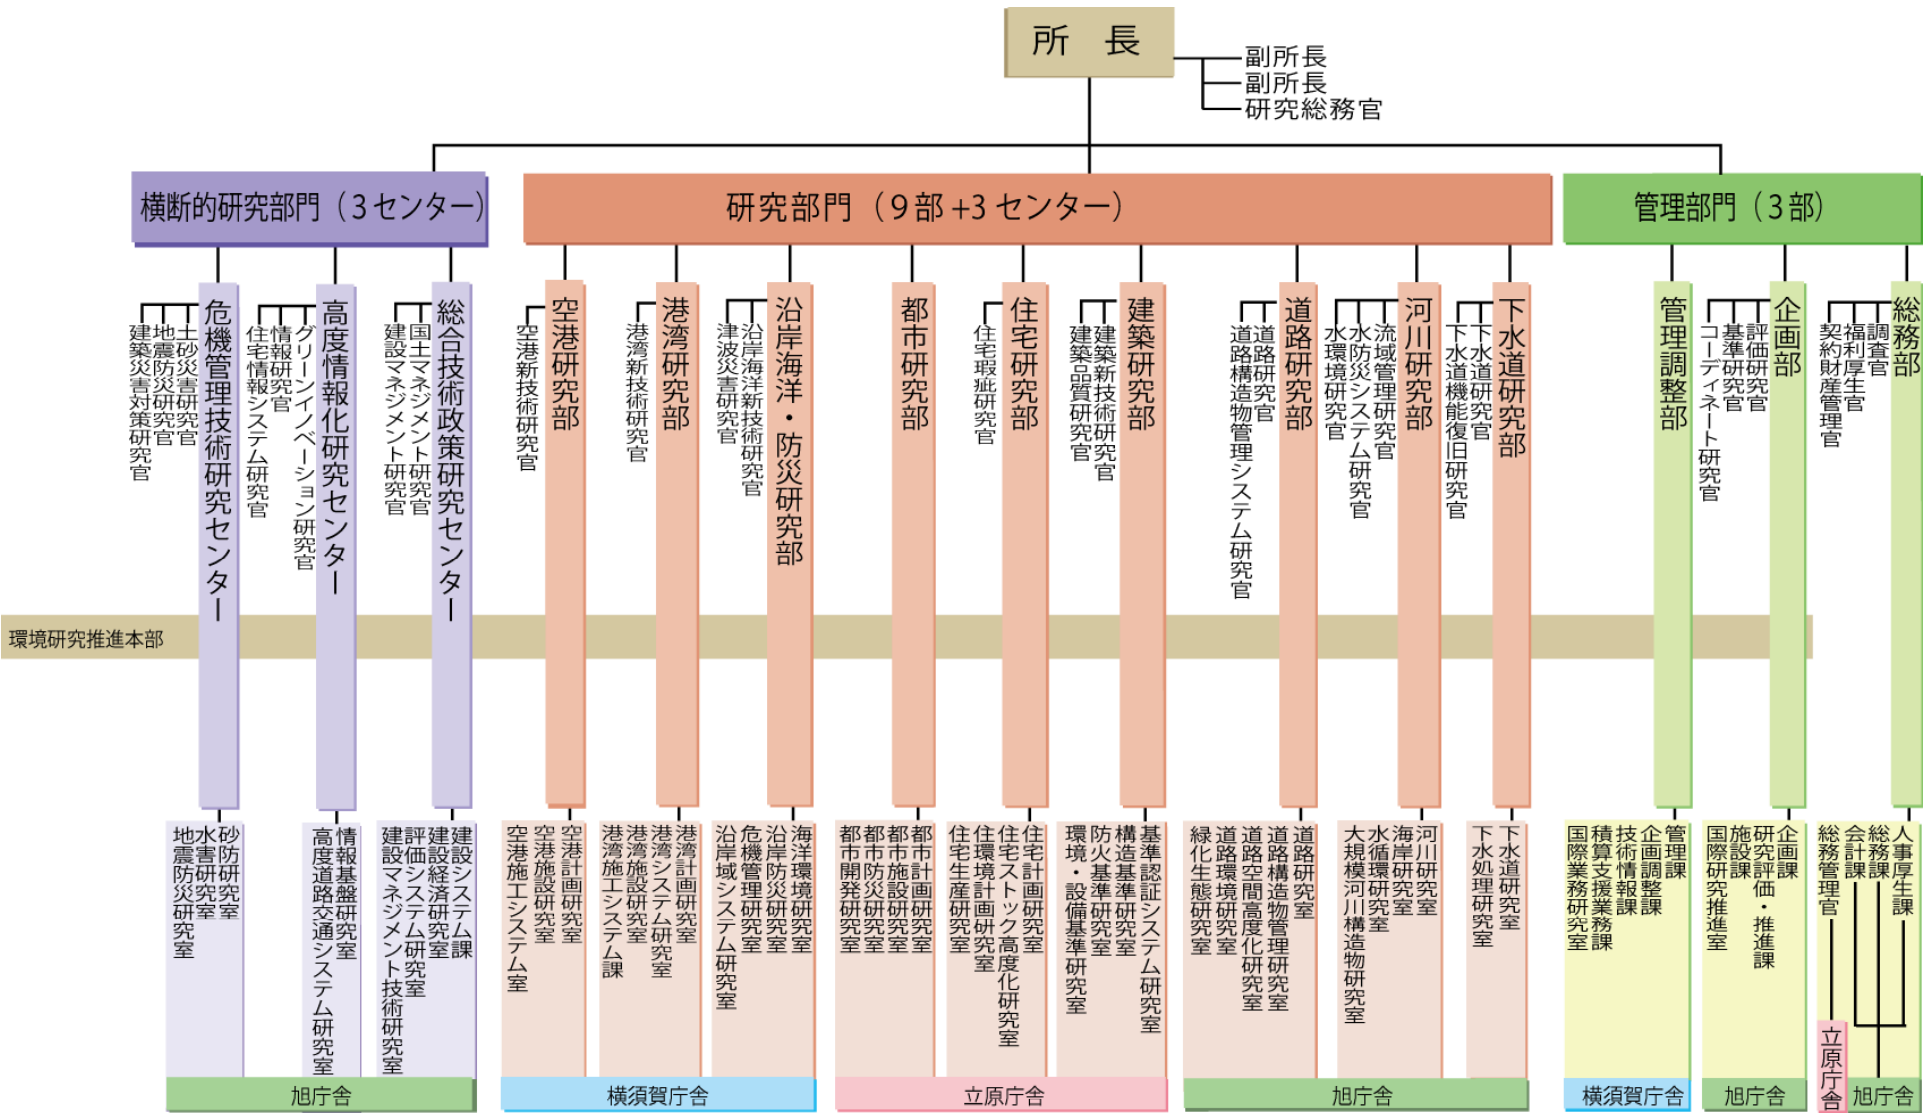 所　長
副所長
副所長
研究総務官
横断的研究部門（３センター）
研究部門（９部+3 センター）
管理部門（３部）
総務部
調査官
福利厚生官
契約財産管理官
企画部
評価研究官
基準研究官
コーディネート研究官
管理調整部
下水道研究部
下水道研究官
下水道機能復旧研究官
河川研究部
流域管理研究官
水防災システム研究官
水環境研究官
道路研究部
道路研究官
道路構造物管理システム研究官
建築研究部
建築新技術研究官
建築品質研究官
住宅研究部
住宅瑕疵研究官
都市研究部
沿岸海洋・防災研究部
沿岸海洋新技術研究官
津波災害研究官
港湾研究部
港湾新技術研究官
空港研究部
空港新技術研究官
総合技術政策研究センター
国土マネジメント研究官
建設マネジメント研究官
高度情報化研究センター
グリーンイノベーション研究官
情報研究官
住宅情報システム研究官
危機管理技術研究センター
土砂災害研究官
地震防災研究官
建築災害対策研究官
環境研究推進本部
人事厚生課
総務課
会計課
総務管理官
企画課
研究評価・推進課
施設課
国際研究推進室
管理課
企画調整課
技術情報課
積算支援業務課
国際業務研究室
下水道研究室
下水処理研究室
河川研究室
海岸研究室
水循環研究室
大規模河川構造物研究室
道路研究室
道路構造物管理研究室
道路空間高度化研究室
道路環境研究室
緑化生態研究室
基準認証システム研究室
構造基準研究室
防火基準研究室
環境・設備基準研究室
住宅計画研究室
住宅ストック高度化研究室
住環境計画研究室
住宅生産研究室
都市計画研究室
都市施設研究室
都市防災研究室
都市開発研究室
海洋環境研究室
沿岸防災研究室
危機管理研究室
沿岸域システム研究室
港湾計画研究室
港湾システム研究室
港湾施設研究室
港湾施工システム課
空港計画研究室
空港施設研究室
空港施工システム室
建設システム課
建設経済研究室
評価システム研究室
建設マネジメント技術研究室
情報基盤研究室
高度道路交通システム研究室
砂防研究室
水害研究室
地震防災研究室
旭庁舎
横須賀庁舎
立原庁舎
旭庁舎
横須賀庁舎
旭庁舎
立原庁舎
旭庁舎